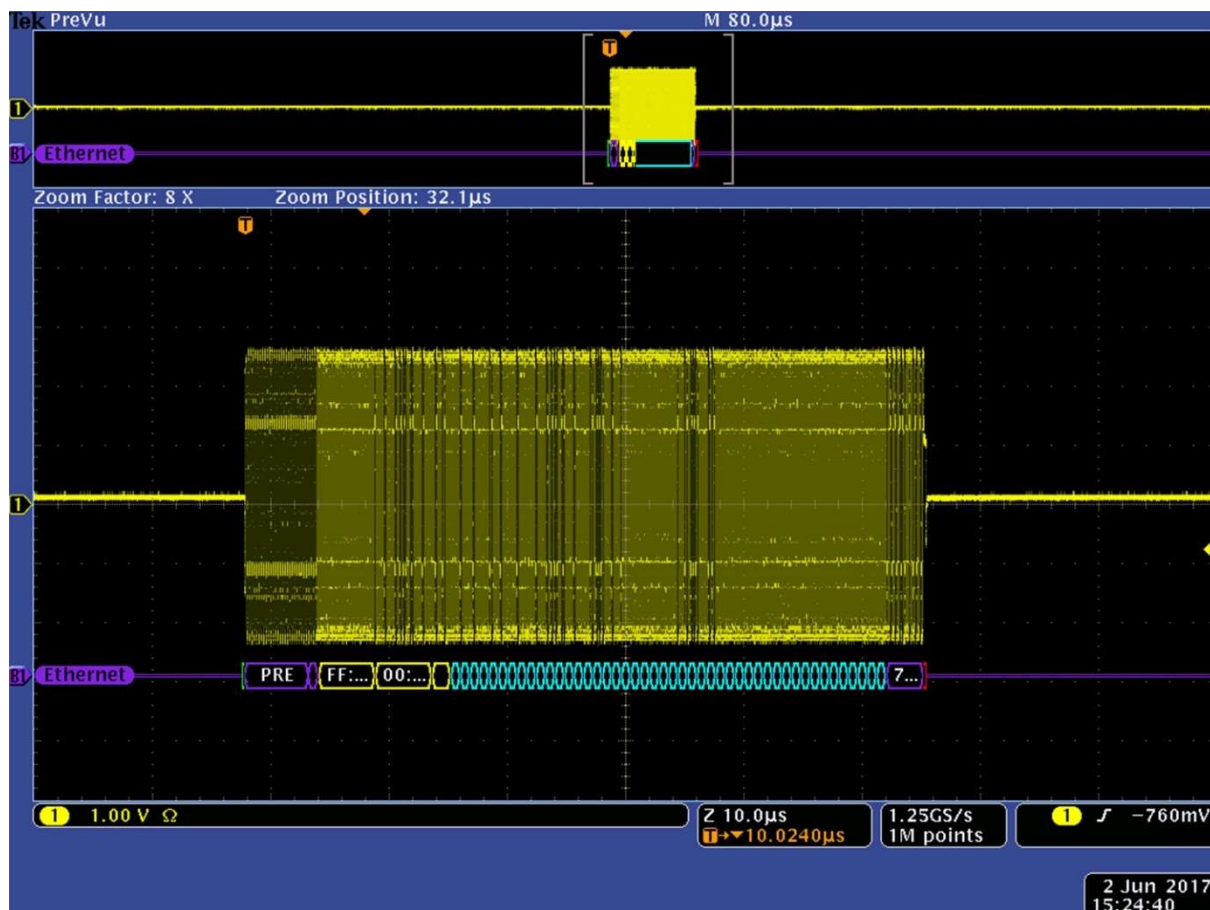 Tek PreVu M 80.0µs
T
1
B1 Ethernet
Zoom Factor: 8 X Zoom Position: 32.1µs
T
1
B1 Ethernet PRE FF:... 00:... 7...
1 1.00 V Ω Z 10.0µs 1.25GS/s 1 -760mV
T→▼10.0240µs 1M points
2 Jun 2017
15:24:40